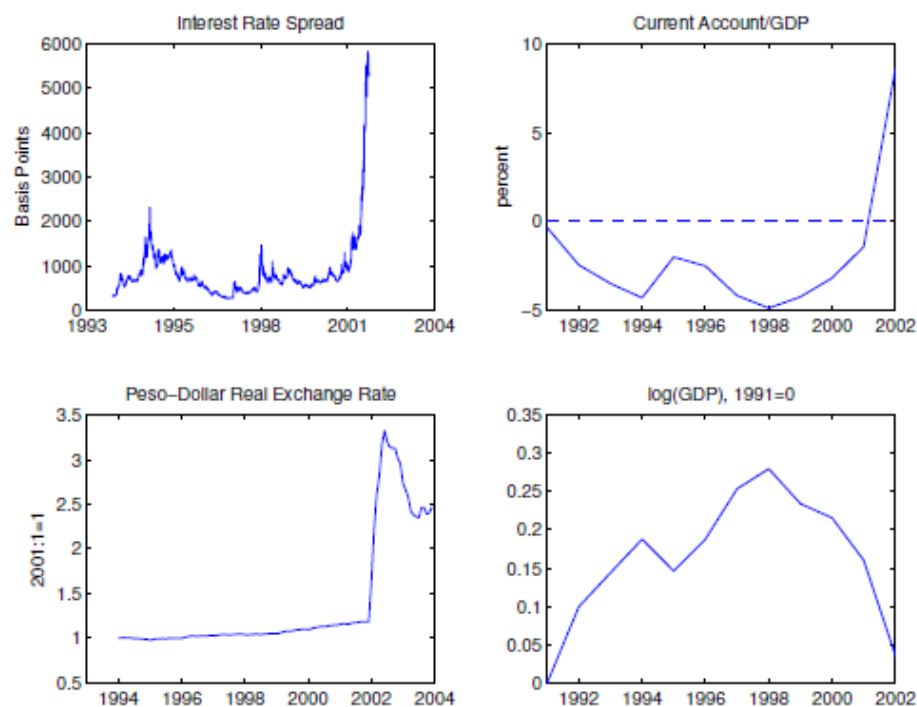 Interest Rate Spread
6000
5000
4000
3000
2000
1000
0
Basis Points
1993 1995 1998 2001 2004
Current Account/GDP
10
5
0
−5
percent
1992 1994 1996 1998 2000 2002
Peso−Dollar Real Exchange Rate
3.5
3
2.5
2
1.5
1
0.5
2001:1=1
1994 1996 1998 2000 2002 2004
log(GDP), 1991=0
0.35
0.3
0.25
0.2
0.15
0.1
0.05
0
1992 1994 1996 1998 2000 2002